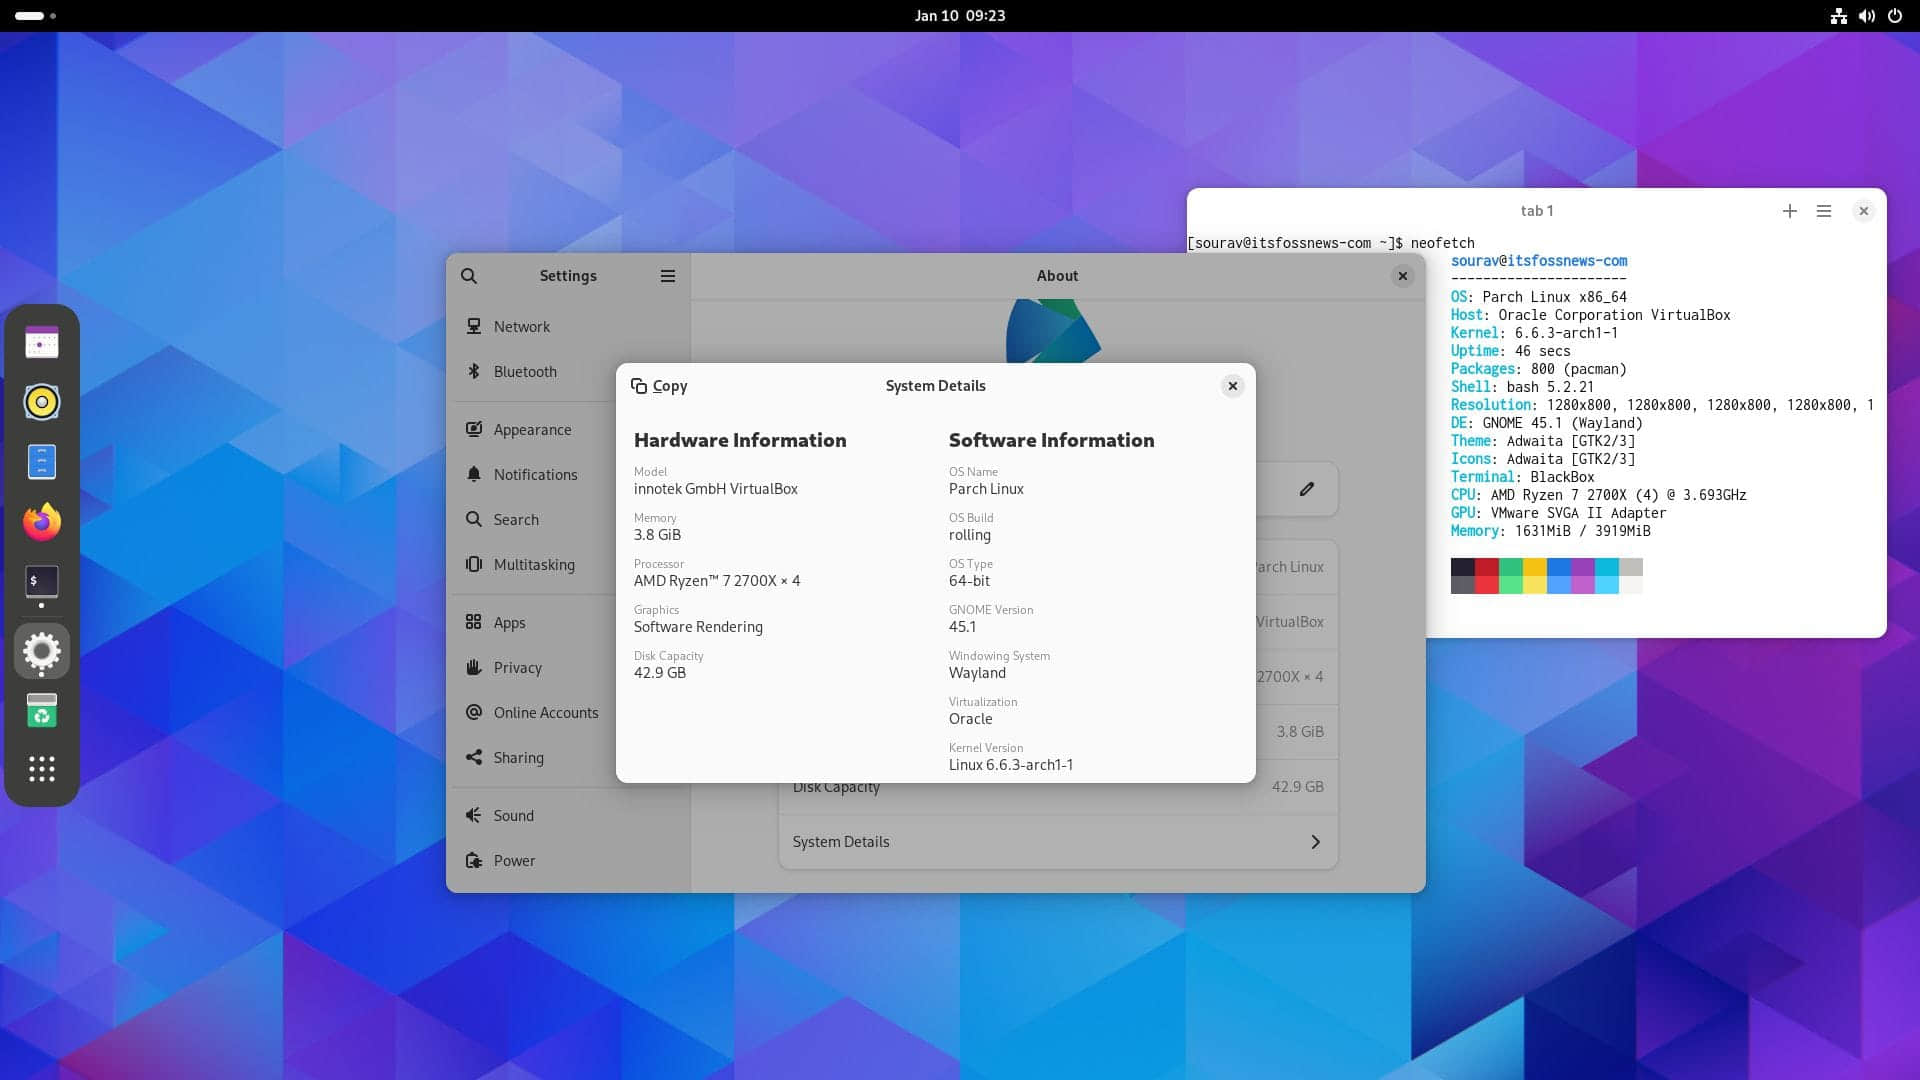 Jan 10 09:23
tab 1
[sourav@itsfossnews-com ~]$ neofetch
sourav@itsfossnews-com
----------------------
OS: Parch Linux x86_64
Host: Oracle Corporation VirtualBox
Kernel: 6.6.3-arch1-1
Uptime: 46 secs
Packages: 800 (pacman)
Shell: bash 5.2.21
Resolution: 1280x800, 1280x800, 1280x800, 1280x800, 1
DE: GNOME 45.1 (Wayland)
Theme: Adwaita [GTK2/3]
Icons: Adwaita [GTK2/3]
Terminal: BlackBox
CPU: AMD Ryzen 7 2700X (4) @ 3.693GHz
GPU: VMware SVGA II Adapter
Memory: 1631MiB / 3919MiB
Settings
About
Network
Bluetooth
Appearance
Notifications
Search
Multitasking
Apps
Privacy
Online Accounts
Sharing
Sound
Power
Copy
System Details
Hardware Information
Model
innotek GmbH VirtualBox
Memory
3.8 GiB
Processor
AMD Ryzen™ 7 2700X × 4
Graphics
Software Rendering
Disk Capacity
42.9 GB
Software Information
OS Name
Parch Linux
OS Build
rolling
OS Type
64-bit
GNOME Version
45.1
Windowing System
Wayland
Virtualization
Oracle
Kernel Version
Linux 6.6.3-arch1-1
arch Linux
VirtualBox
2700X × 4
3.8 GiB
Disk Capacity 42.9 GB
System Details
$